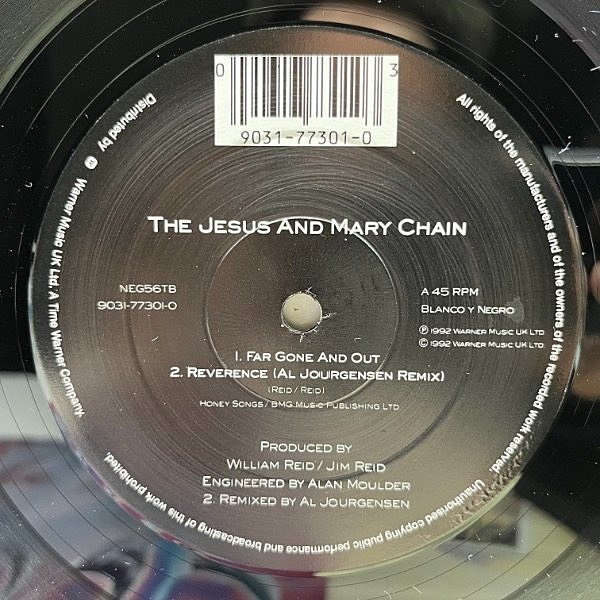 0 3
9031-77301-0
THE JESUS AND MARY CHAIN
NEG56TB
9031-77301-0
A 45 RPM
BLANCO Y NEGRO
℗ 1992 WARNER MUSIC UK LTD
© 1992 WARNER MUSIC UK LTD
1. FAR GONE AND OUT
2. REVERENCE (AL JOURGENSEN REMIX)
(REID / REID)
HONEY SONGS / BMG MUSIC PUBLISHING LTD
PRODUCED BY
WILLIAM REID / JIM REID
ENGINEERED BY ALAN MOULDER
2. REMIXED BY AL JOURGENSEN
All rights of the manufacturers and of the owners of the recorded work reserved. Unauthorised copying public performance and broadcasting of this work prohibited.
Distributed by Warner Music UK Ltd. A Time Warner Company.